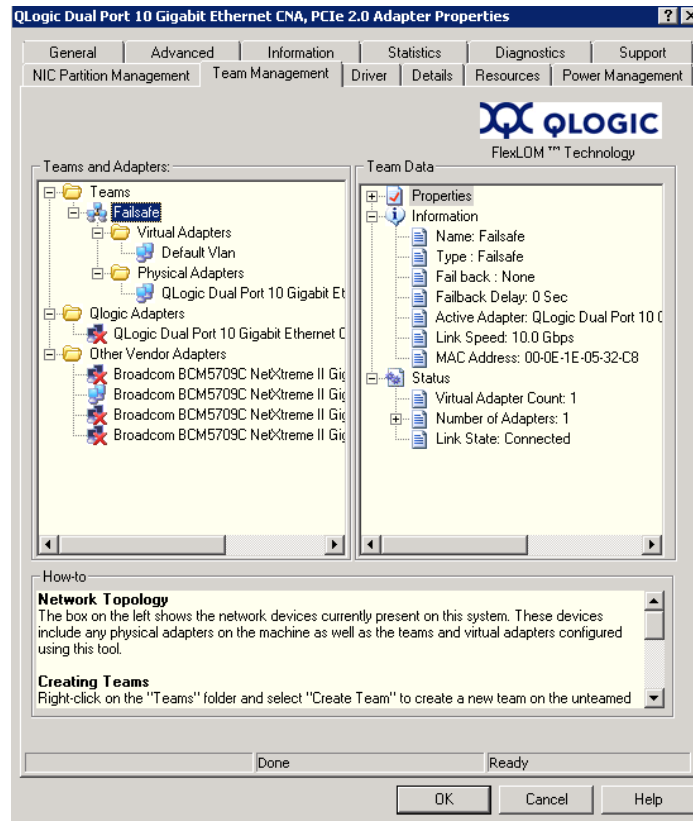 QLogic Dual Port 10 Gigabit Ethernet CNA, PCIe 2.0 Adapter Properties
General Advanced Information Statistics Diagnostics Support
NIC Partition Management Team Management Driver Details Resources Power Management
QLOGIC
FlexLOM ™ Technology
Teams and Adapters:
Teams
Failsafe
Virtual Adapters
Default Vlan
Physical Adapters
QLogic Dual Port 10 Gigabit Et
Qlogic Adapters
QLogic Dual Port 10 Gigabit Ethernet C
Other Vendor Adapters
Broadcom BCM5709C NetXtreme II Gig
Broadcom BCM5709C NetXtreme II Gig
Broadcom BCM5709C NetXtreme II Gig
Broadcom BCM5709C NetXtreme II Gig
Team Data
Properties
Information
Name: Failsafe
Type : Failsafe
Fail back : None
Failback Delay: 0 Sec
Active Adapter: QLogic Dual Port 10 G
Link Speed: 10.0 Gbps
MAC Address: 00-0E-1E-05-32-C8
Status
Virtual Adapter Count: 1
Number of Adapters: 1
Link State: Connected
How-to
Network Topology
The box on the left shows the network devices currently present on this system. These devices
include any physical adapters on the machine as well as the teams and virtual adapters configured
using this tool.
Creating Teams
Right-click on the "Teams" folder and select "Create Team" to create a new team on the unteamed
Done
Ready
OK Cancel Help